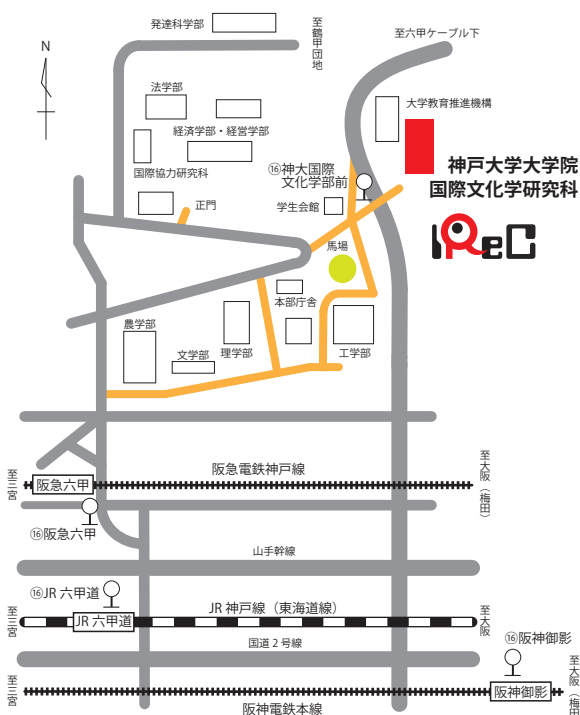 発達科学部
至鶴甲団地
至六甲ケーブル下
N
法学部
大学教育推進機構
経済学部・経営学部
国際協力研究科
⑯神大国際
文化学部前
神戸大学大学院
国際文化学研究科
正門
学生会館
IReC
馬場
本部庁舎
農学部
理学部
文学部
工学部
阪急電鉄神戸線
至三宮
阪急六甲
至大阪（梅田）
⑯阪急六甲
山手幹線
⑯JR 六甲道
JR 神戸線（東海道線）
至三宮
JR 六甲道
至大阪
国道2号線
⑯阪神御影
至三宮
阪神御影
阪神電鉄本線
至大阪（梅田